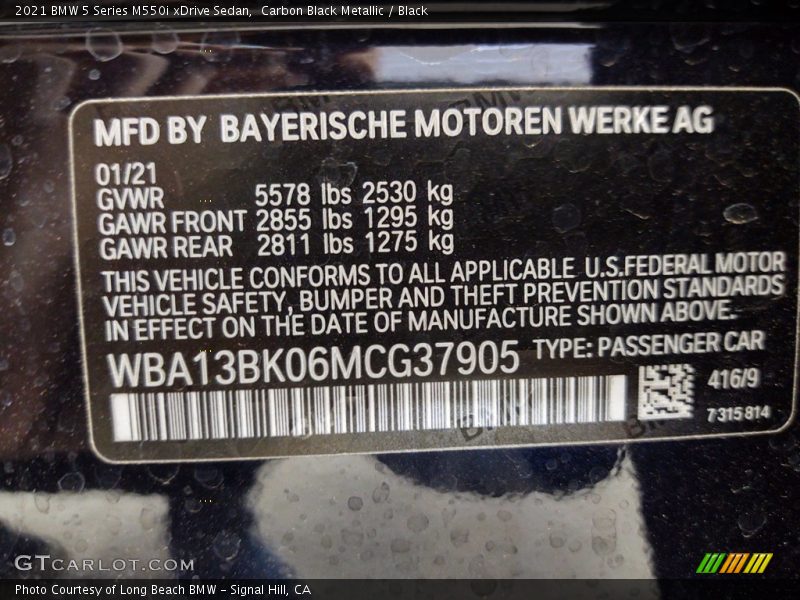 2021 BMW 5 Series M550i xDrive Sedan, Carbon Black Metallic / Black
MFD BY BAYERISCHE MOTOREN WERKE AG
01/21
GVWR 5578 lbs 2530 kg
GAWR FRONT 2855 lbs 1295 kg
GAWR REAR 2811 lbs 1275 kg
THIS VEHICLE CONFORMS TO ALL APPLICABLE U.S.FEDERAL MOTOR
VEHICLE SAFETY, BUMPER AND THEFT PREVENTION STANDARDS
IN EFFECT ON THE DATE OF MANUFACTURE SHOWN ABOVE.
WBA13BK06MCG37905 TYPE: PASSENGER CAR
416/9
7315814
GTCARLOT.COM
Photo Courtesy of Long Beach BMW – Signal Hill, CA